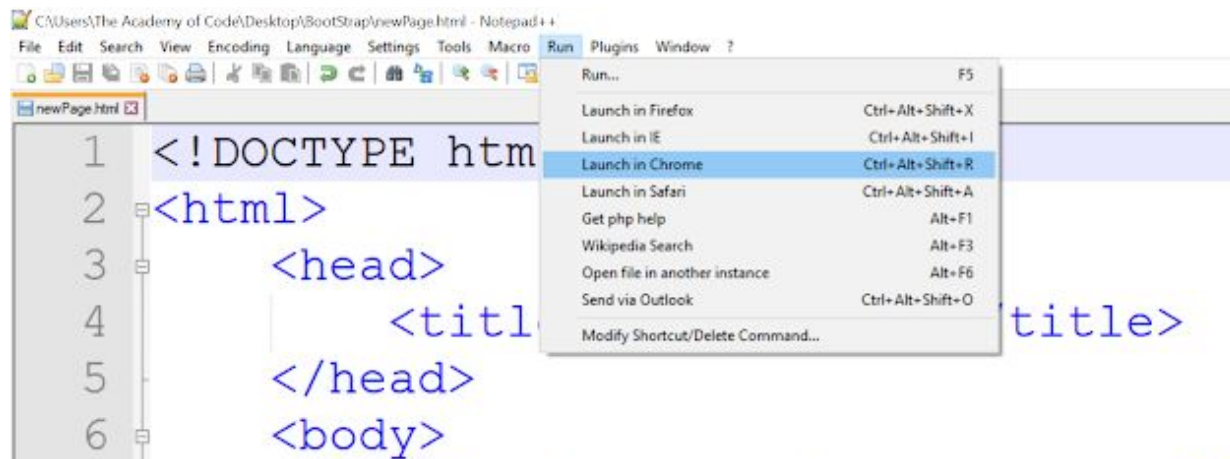 C:\Users\The Academy of Code\Desktop\BootStrap\newPage.html - Notepad++
File Edit Search View Encoding Language Settings Tools Macro Run Plugins Window ?
newPage.html
Run... F5
Launch in Firefox Ctrl+Alt+Shift+X
Launch in IE Ctrl+Alt+Shift+I
Launch in Chrome Ctrl+Alt+Shift+R
Launch in Safari Ctrl+Alt+Shift+A
Get php help Alt+F1
Wikipedia Search Alt+F3
Open file in another instance Alt+F6
Send via Outlook Ctrl+Alt+Shift+O
Modify Shortcut/Delete Command...
1 <!DOCTYPE htm
2 <html>
3 <head>
4 <titl /title>
5 </head>
6 <body>